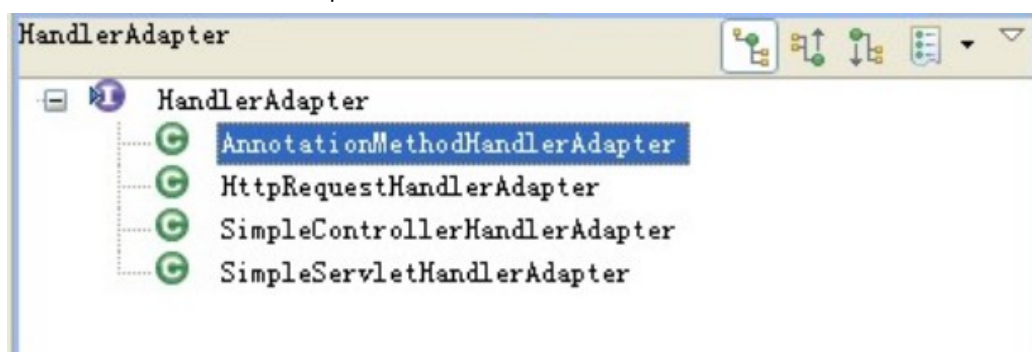 HandlerAdapter
HandlerAdapter
AnnotationMethodHandlerAdapter
HttpRequestHandlerAdapter
SimpleControllerHandlerAdapter
SimpleServletHandlerAdapter